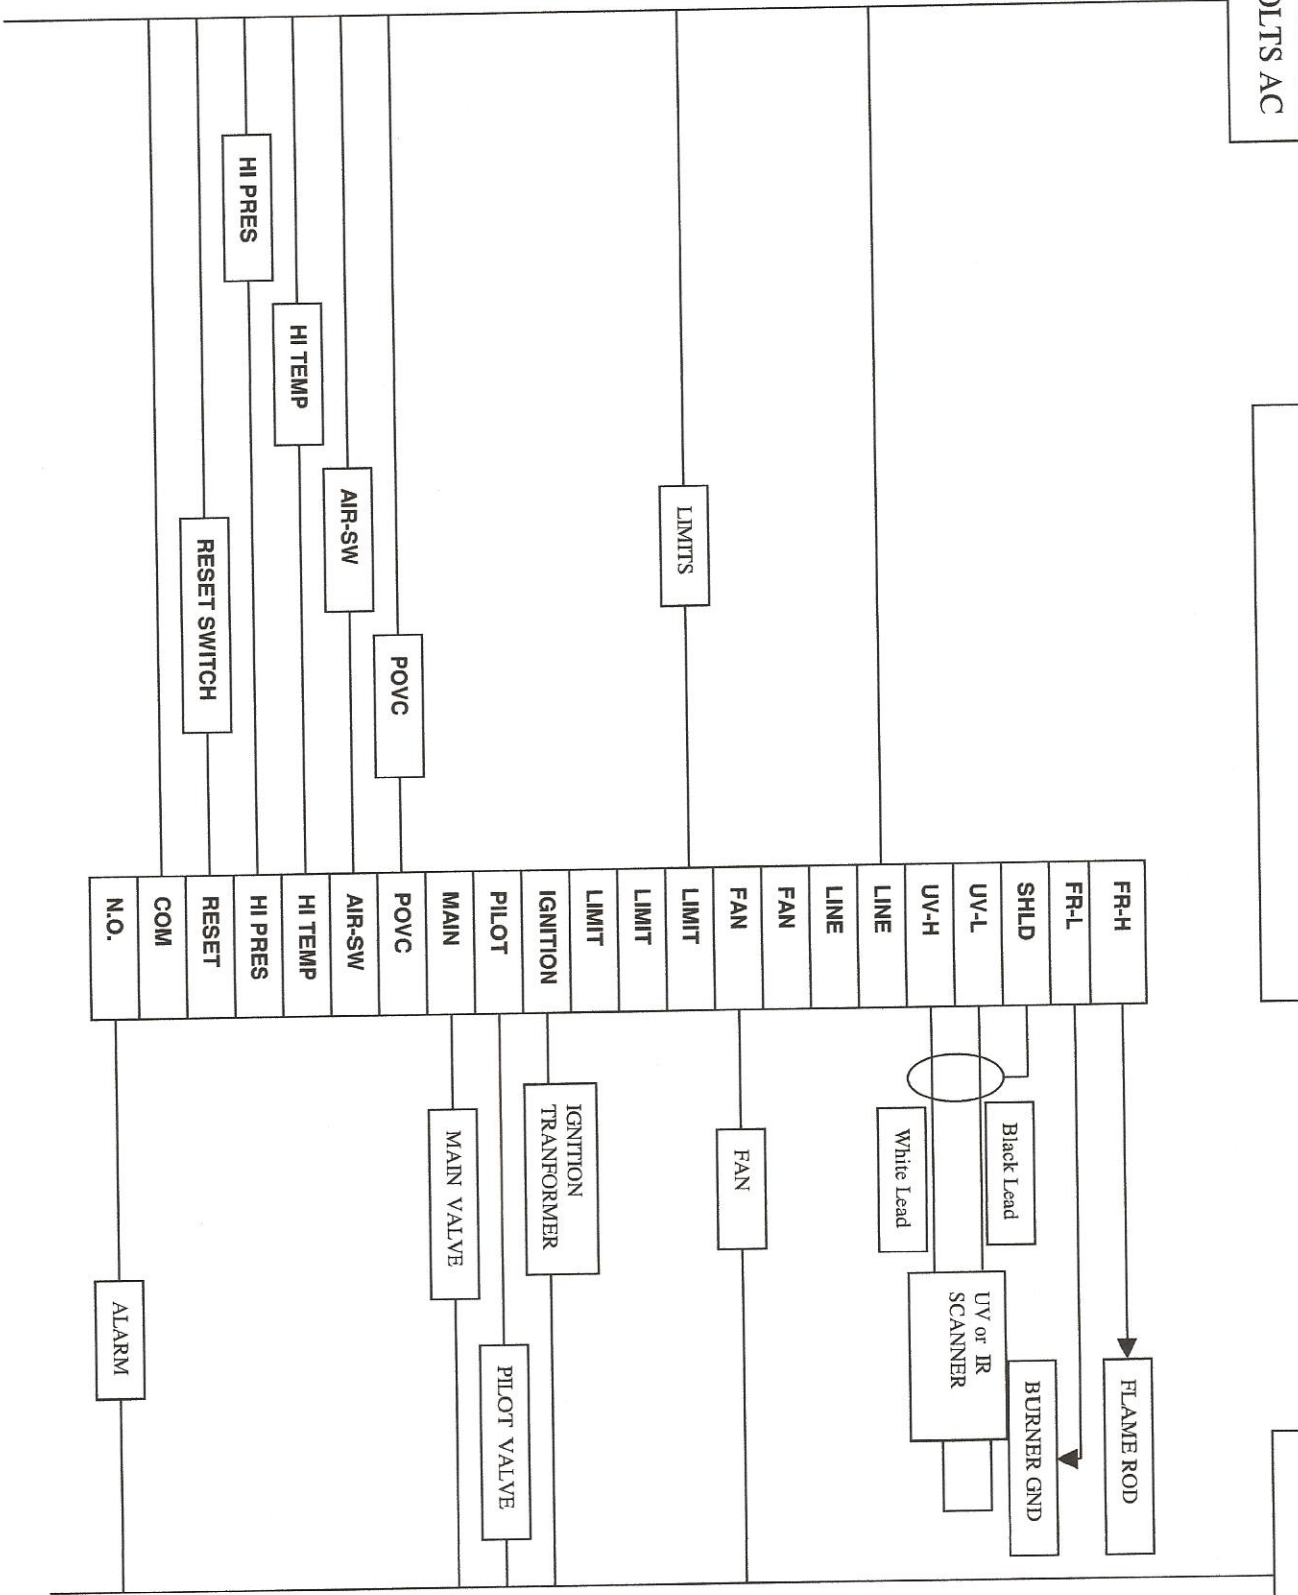 OLTS AC
FR-H
FLAME ROD
FR-L
BURNER GND
SHLD
Black Lead
UV-L
UV or IR
SCANNER
UV-H
White Lead
LINE
LINE
FAN
FAN
FAN
LIMITS
LIMIT
LIMIT
LIMIT
IGNITION
IGNITION
TRANFORMER
PILOT
PILOT VALVE
MAIN
MAIN VALVE
POVC
POVC
AIR-SW
AIR-SW
HI TEMP
HI TEMP
HI PRES
HI PRES
RESET SWITCH
RESET
COM
N.O.
ALARM